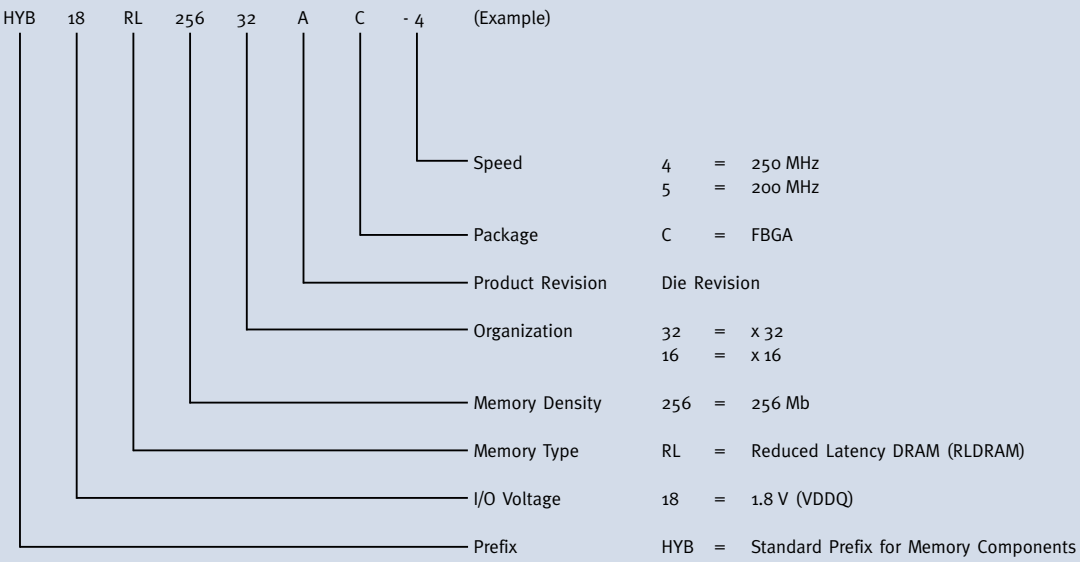 HYB 18 RL 256 32 A C - 4 (Example)
Speed 4 = 250 MHz
5 = 200 MHz
Package C = FBGA
Product Revision Die Revision
Organization 32 = x 32
16 = x 16
Memory Density 256 = 256 Mb
Memory Type RL = Reduced Latency DRAM (RLDRAM)
I/O Voltage 18 = 1.8 V (VDDQ)
Prefix HYB = Standard Prefix for Memory Components